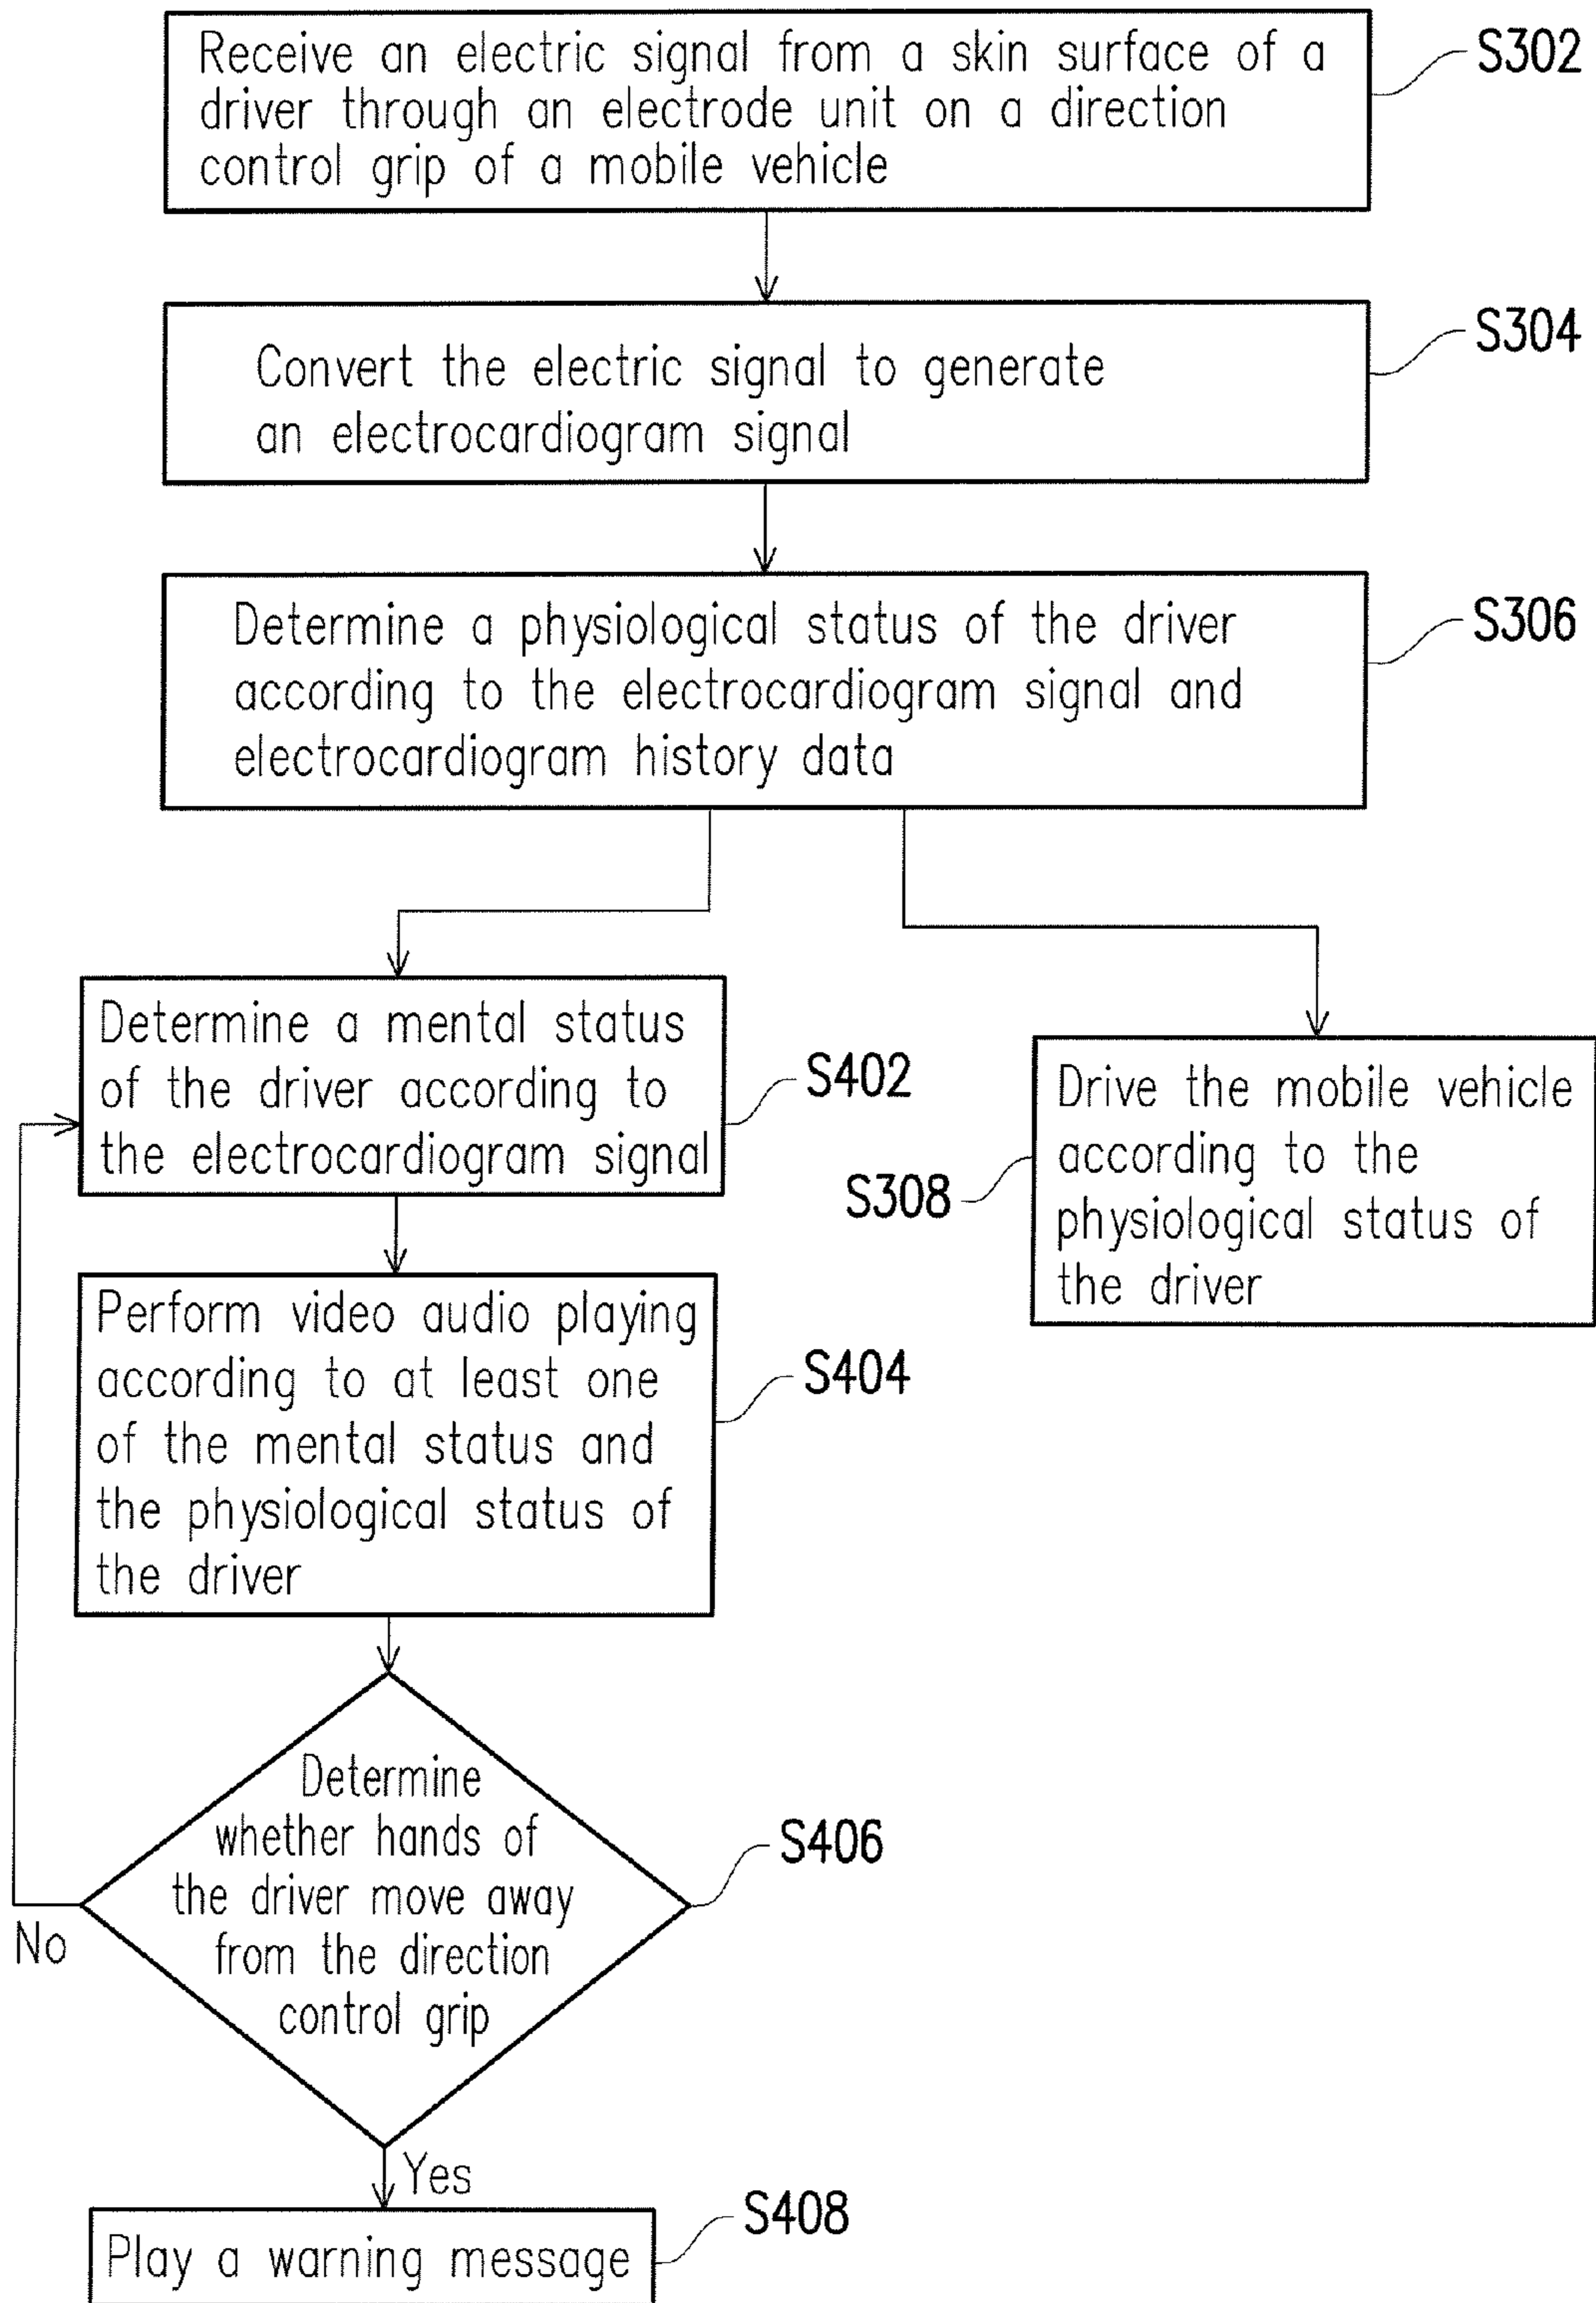 Receive an electric signal from a skin surface of a
driver through an electrode unit on a direction
control grip of a mobile vehicle
S302
Convert the electric signal to generate
an electrocardiogram signal
S304
Determine a physiological status of the driver
according to the electrocardiogram signal and
electrocardiogram history data
S306
Determine a mental status
of the driver according to
the electrocardiogram signal
S402
Drive the mobile vehicle
according to the
physiological status of
the driver
S308
Perform video audio playing
according to at least one
of the mental status and
the physiological status of
the driver
S404
Determine
whether hands of
the driver move away
from the direction
control grip
S406
No
Yes
Play a warning message
S408